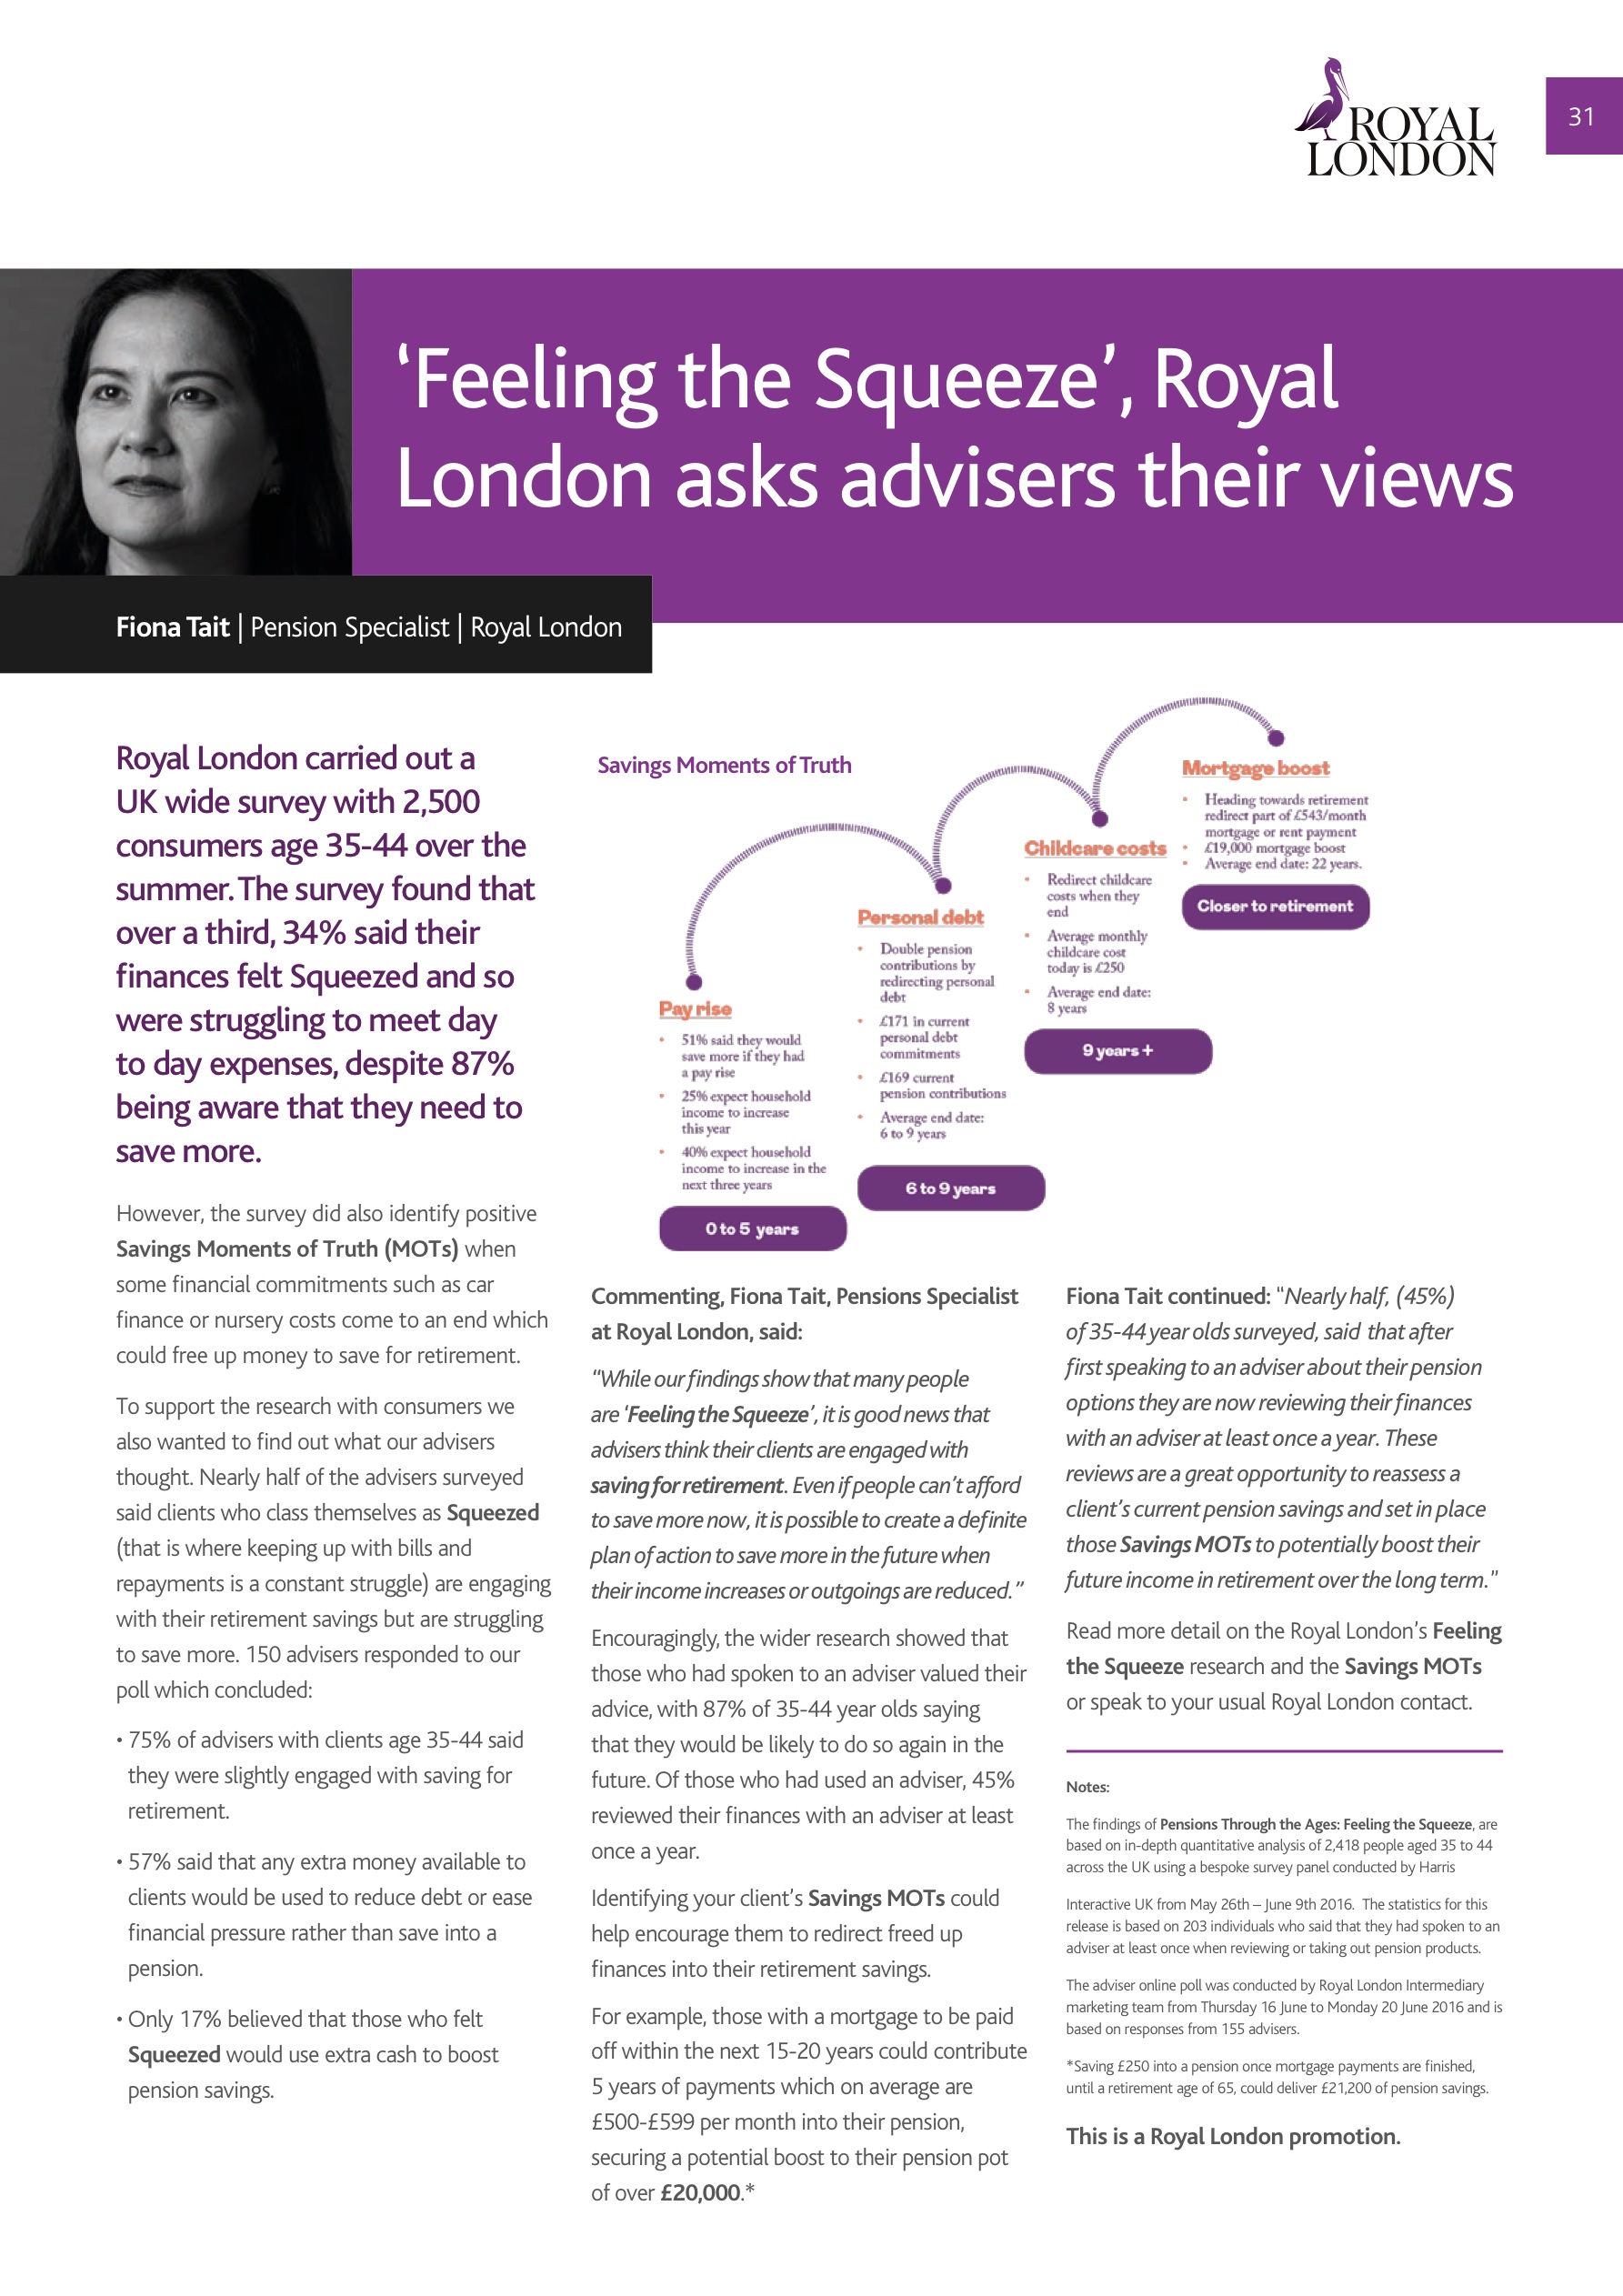 ROYAL
LONDON
31
‘Feeling the Squeeze’, Royal
London asks advisers their views
Fiona Tait | Pension Specialist | Royal London
Royal London carried out a
UK wide survey with 2,500
consumers age 35-44 over the
summer. The survey found that
over a third, 34% said their
finances felt Squeezed and so
were struggling to meet day
to day expenses, despite 87%
being aware that they need to
save more.
However, the survey did also identify positive
Savings Moments of Truth (MOTs) when
some financial commitments such as car
finance or nursery costs come to an end which
could free up money to save for retirement.
To support the research with consumers we
also wanted to find out what our advisers
thought. Nearly half of the advisers surveyed
said clients who class themselves as Squeezed
(that is where keeping up with bills and
repayments is a constant struggle) are engaging
with their retirement savings but are struggling
to save more. 150 advisers responded to our
poll which concluded:
• 75% of advisers with clients age 35-44 said
they were slightly engaged with saving for
retirement.
• 57% said that any extra money available to
clients would be used to reduce debt or ease
financial pressure rather than save into a
pension.
• Only 17% believed that those who felt
Squeezed would use extra cash to boost
pension savings.
Savings Moments of Truth
Pay rise
• 51% said they would
save more if they had
a pay rise
• 25% expect household
income to increase
this year
• 40% expect household
income to increase in the
next three years
0 to 5 years
Personal debt
• Double pension
contributions by
redirecting personal
debt
• £171 in current
personal debt
commitments
• £169 current
pension contributions
• Average end date:
6 to 9 years
6 to 9 years
Childcare costs
• Redirect childcare
costs when they
end
• Average monthly
childcare cost
today is £250
• Average end date:
8 years
9 years +
Mortgage boost
• Heading towards retirement
redirect part of £543/month
mortgage or rent payment
• £19,000 mortgage boost
• Average end date: 22 years.
Closer to retirement
Commenting, Fiona Tait, Pensions Specialist
at Royal London, said:
“While our findings show that many people
are ‘Feeling the Squeeze’, it is good news that
advisers think their clients are engaged with
saving for retirement. Even if people can’t afford
to save more now, it is possible to create a definite
plan of action to save more in the future when
their income increases or outgoings are reduced.”
Encouragingly, the wider research showed that
those who had spoken to an adviser valued their
advice, with 87% of 35-44 year olds saying
that they would be likely to do so again in the
future. Of those who had used an adviser, 45%
reviewed their finances with an adviser at least
once a year.
Identifying your client’s Savings MOTs could
help encourage them to redirect freed up
finances into their retirement savings.
For example, those with a mortgage to be paid
off within the next 15-20 years could contribute
5 years of payments which on average are
£500-£599 per month into their pension,
securing a potential boost to their pension pot
of over £20,000.*
Fiona Tait continued: "Nearly half, (45%)
of 35-44 year olds surveyed, said that after
first speaking to an adviser about their pension
options they are now reviewing their finances
with an adviser at least once a year. These
reviews are a great opportunity to reassess a
client’s current pension savings and set in place
those Savings MOTs to potentially boost their
future income in retirement over the long term."
Read more detail on the Royal London’s Feeling
the Squeeze research and the Savings MOTs
or speak to your usual Royal London contact.
Notes:
The findings of Pensions Through the Ages: Feeling the Squeeze, are
based on in-depth quantitative analysis of 2,418 people aged 35 to 44
across the UK using a bespoke survey panel conducted by Harris
Interactive UK from May 26th – June 9th 2016. The statistics for this
release is based on 203 individuals who said that they had spoken to an
adviser at least once when reviewing or taking out pension products.
The adviser online poll was conducted by Royal London Intermediary
marketing team from Thursday 16 June to Monday 20 June 2016 and is
based on responses from 155 advisers.
*Saving £250 into a pension once mortgage payments are finished,
until a retirement age of 65, could deliver £21,200 of pension savings.
This is a Royal London promotion.